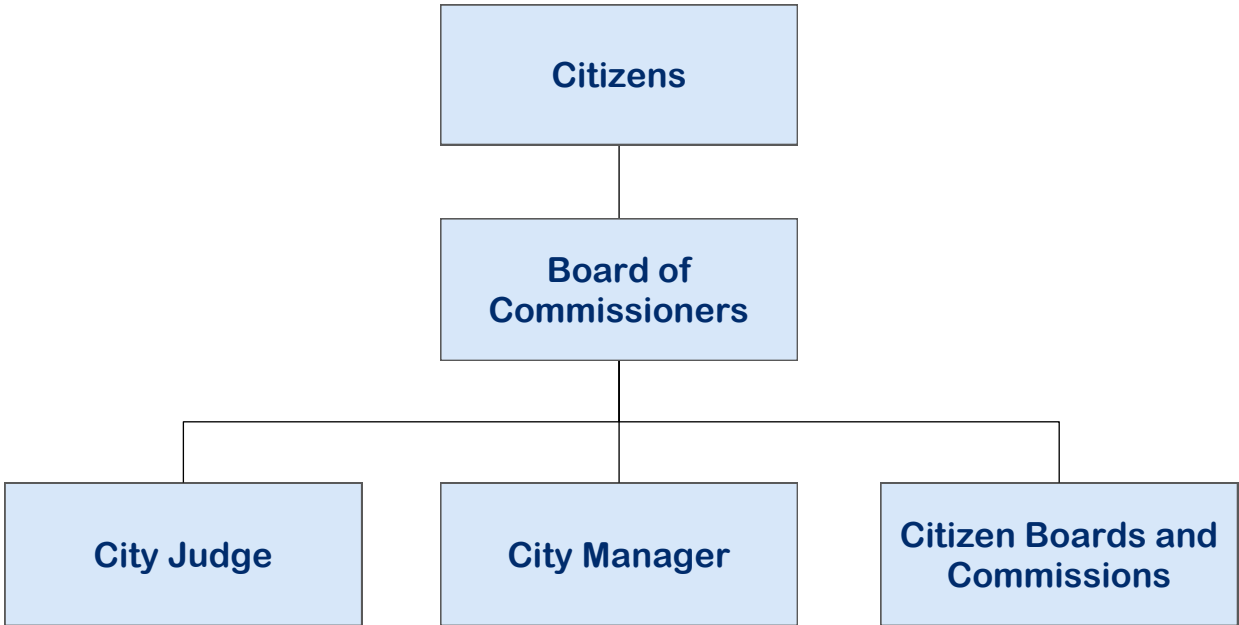 Citizens
Board of
Commissioners
City Judge
City Manager
Citizen Boards and
Commissions